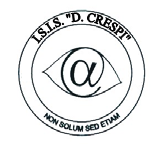 I.S.I.S. "D. CRESPI"
@
NON SOLUM SED ETIAM